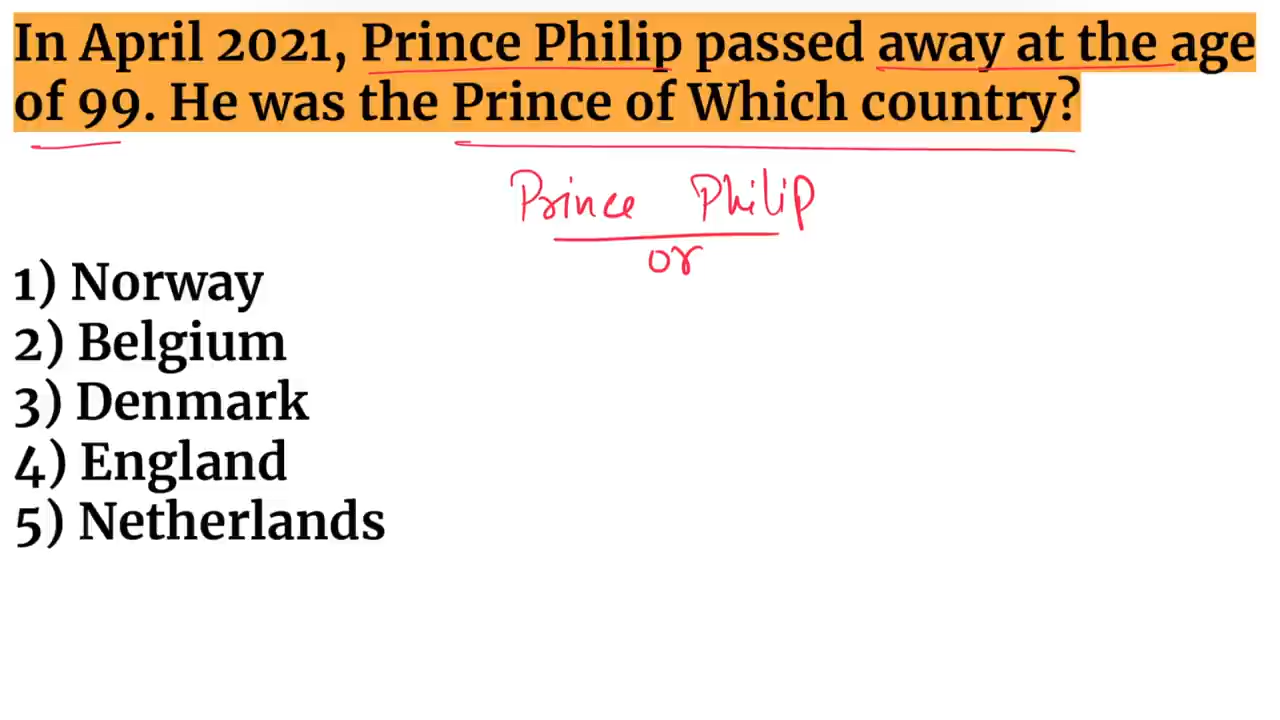 In April 2021, Prince Philip passed away at the age
of 99. He was the Prince of Which country?
Prince Philip
or
1) Norway
2) Belgium
3) Denmark
4) England
5) Netherlands